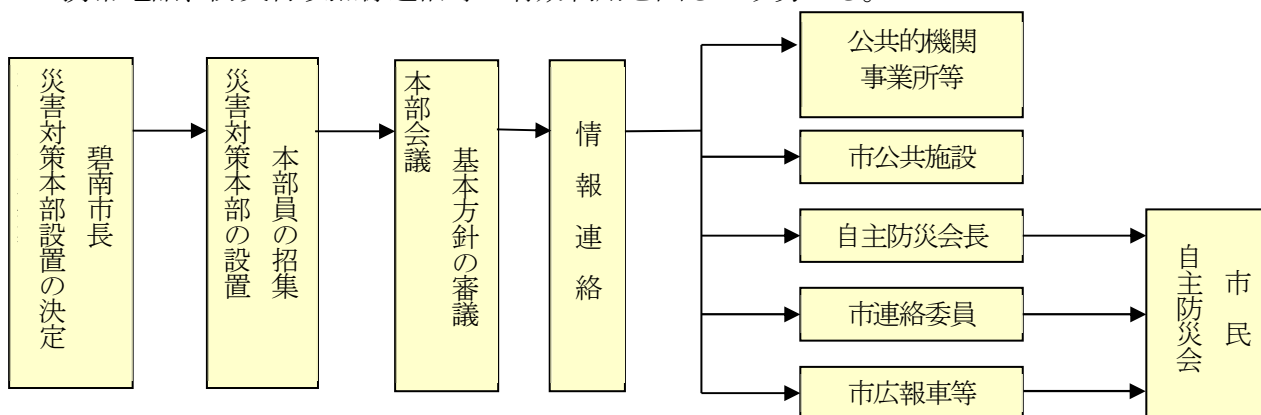 碧南市長
災害対策本部設置の決定
本部員の招集
災害対策本部の設置
基本方針の審議
本部会議
情報連絡
公共的機関
事業所等
市公共施設
自主防災会長
市連絡委員
市広報車等
市民
自主防災会